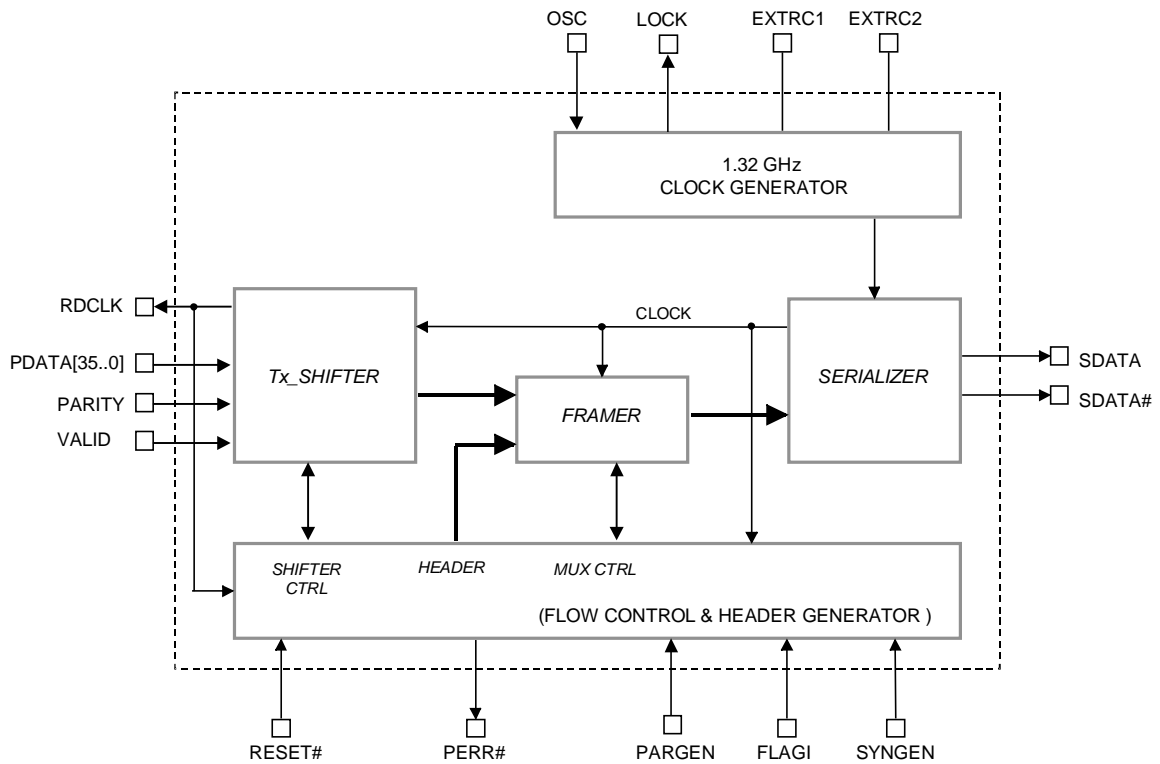 OSC LOCK EXTRC1 EXTRC2
1.32 GHz
CLOCK GENERATOR
RDCLK
CLOCK
PDATA[35..0]
Tx_SHIFTER
SERIALIZER
SDATA
PARITY
FRAMER
SDATA#
VALID
SHIFTER
CTRL
HEADER
MUX CTRL
(FLOW CONTROL & HEADER GENERATOR )
RESET# PERR# PARGEN FLAGI SYNGEN